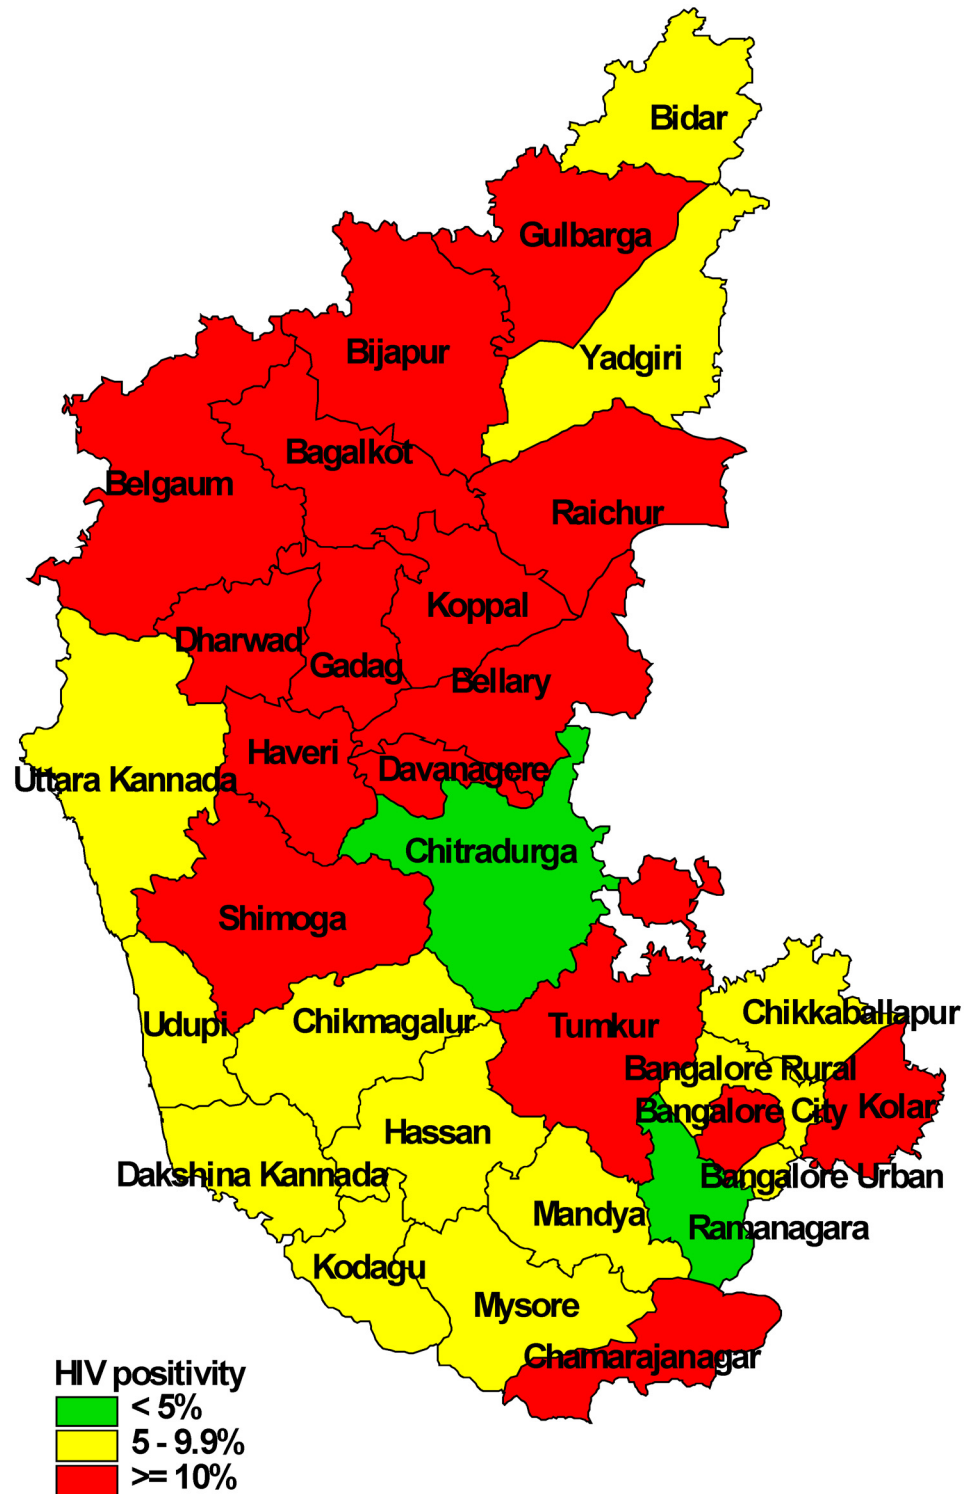 Bidar
Gulbarga
Bijapur
Yadgiri
Bagalkot
Belgaum
Raichur
Koppal
Dharwad
Gadag
Bellary
Haveri
Davanagere
Uttara Kannada
Chitradurga
Shimoga
Chikkaballapur
Udupi
Chikmagalur
Tumkur
Bangalore Rural
Bangalore City
Kolar
Hassan
Dakshina Kannada
Bangalore Urban
Mandya
Ramanagara
Kodagu
Mysore
Chamarajanagar
HIV positivity
< 5%
5 - 9.9%
>= 10%